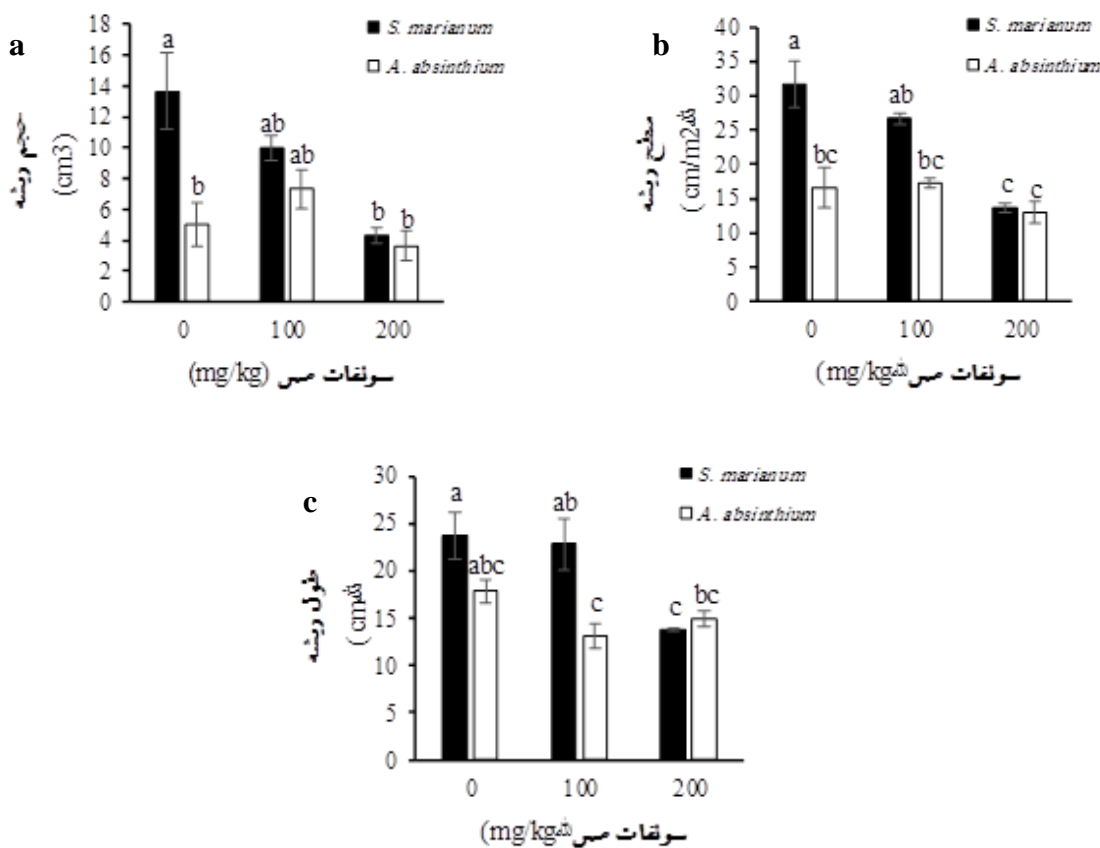 a
18
16
14
12
10
8
6
4
2
0
حجم ریشه
(cm3)
S. marianum
A. absinthium
a
b
ab
ab
b
b
0
100
200
سولفات مس (mg/kg)
b
40
35
30
25
20
15
10
5
0
سطح ریشه
(cm/m2
S. marianum
A. absinthium
a
bc
ab
bc
c
c
0
100
200
سولفات مس (mg/kg
c
30
25
20
15
10
5
0
طول ریشه
(cm
S. marianum
A. absinthium
a
abc
ab
c
c
bc
0
100
200
سولفات مس (mg/kg